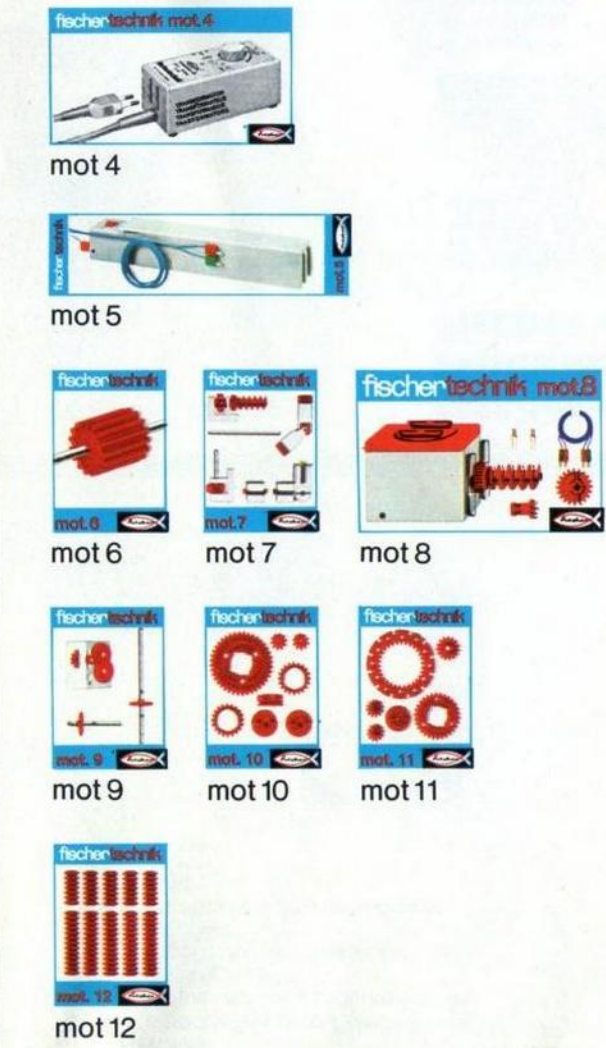 fischertechnik mot.4
mot 4
fischertechnik
mot.5
mot 5
fischertechnik
mot.6
mot 6
fischertechnik
mot.7
mot 7
fischertechnik mot.8
mot 8
fischertechnik
mot. 9
mot 9
fischertechnik
mot. 10
mot 10
fischertechnik
mot. 11
mot 11
fischertechnik
mot. 12
mot 12